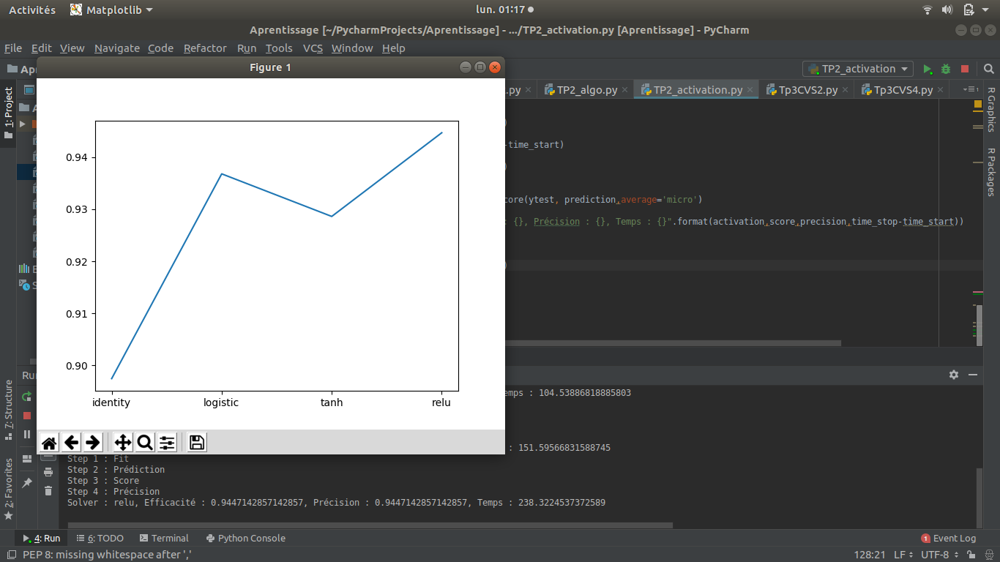 Activités Matplotlib lun. 01:17
Aprentissage [~/PycharmProjects/Aprentissage] - .../TP2_activation.py [Aprentissage] - PyCharm
File Edit View Navigate Code Refactor Run Tools VCS Window Help
Figure 1
TP2_activation
1: Project
.py TP2_algo.py TP2_activation.py Tp3CVS2.py Tp3CVS4.py
R Graphics
R Packages
)
-time_start)
)
core(ytest, prediction,average='micro')
: {}, Précision : {}, Temps : {}".format(activation,score,precision,time_stop-time_start))
)
0.94
0.93
0.92
0.91
0.90
identity logistic tanh relu
7: Structure
2: Favorites
emps : 104.53886818885803
: 151.59566831588745
Step 1 : Fit
Step 2 : Prédiction
Step 3 : Score
Step 4 : Précision
Solver : relu, Efficacité : 0.9447142857142857, Précision : 0.9447142857142857, Temps : 238.3224537372589
4: Run 6: TODO Terminal Python Console 1 Event Log
PEP 8: missing whitespace after ',' 128:21 LF UTF-8